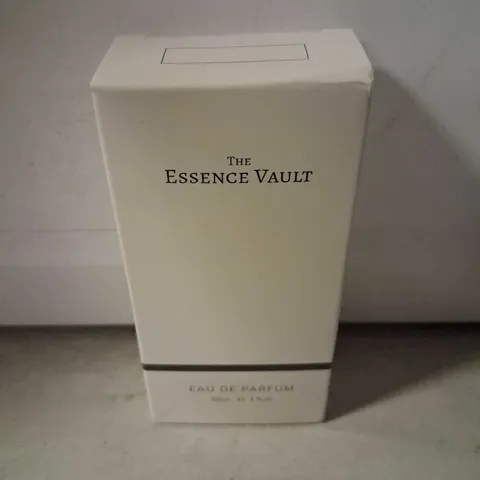 The
Essence Vault
EAU DE PARFUM